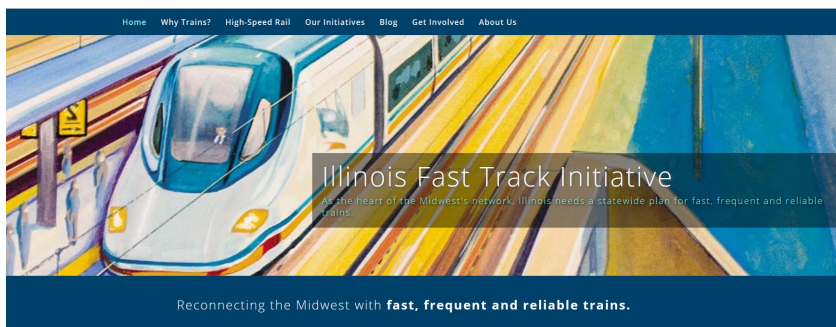 Home Why Trains? High-Speed Rail Our Initiatives Blog Get Involved About Us
Illinois Fast Track Initiative
As the heart of the Midwest's network, Illinois needs a statewide plan for fast, frequent and reliable
trains.
Reconnecting the Midwest with fast, frequent and reliable trains.